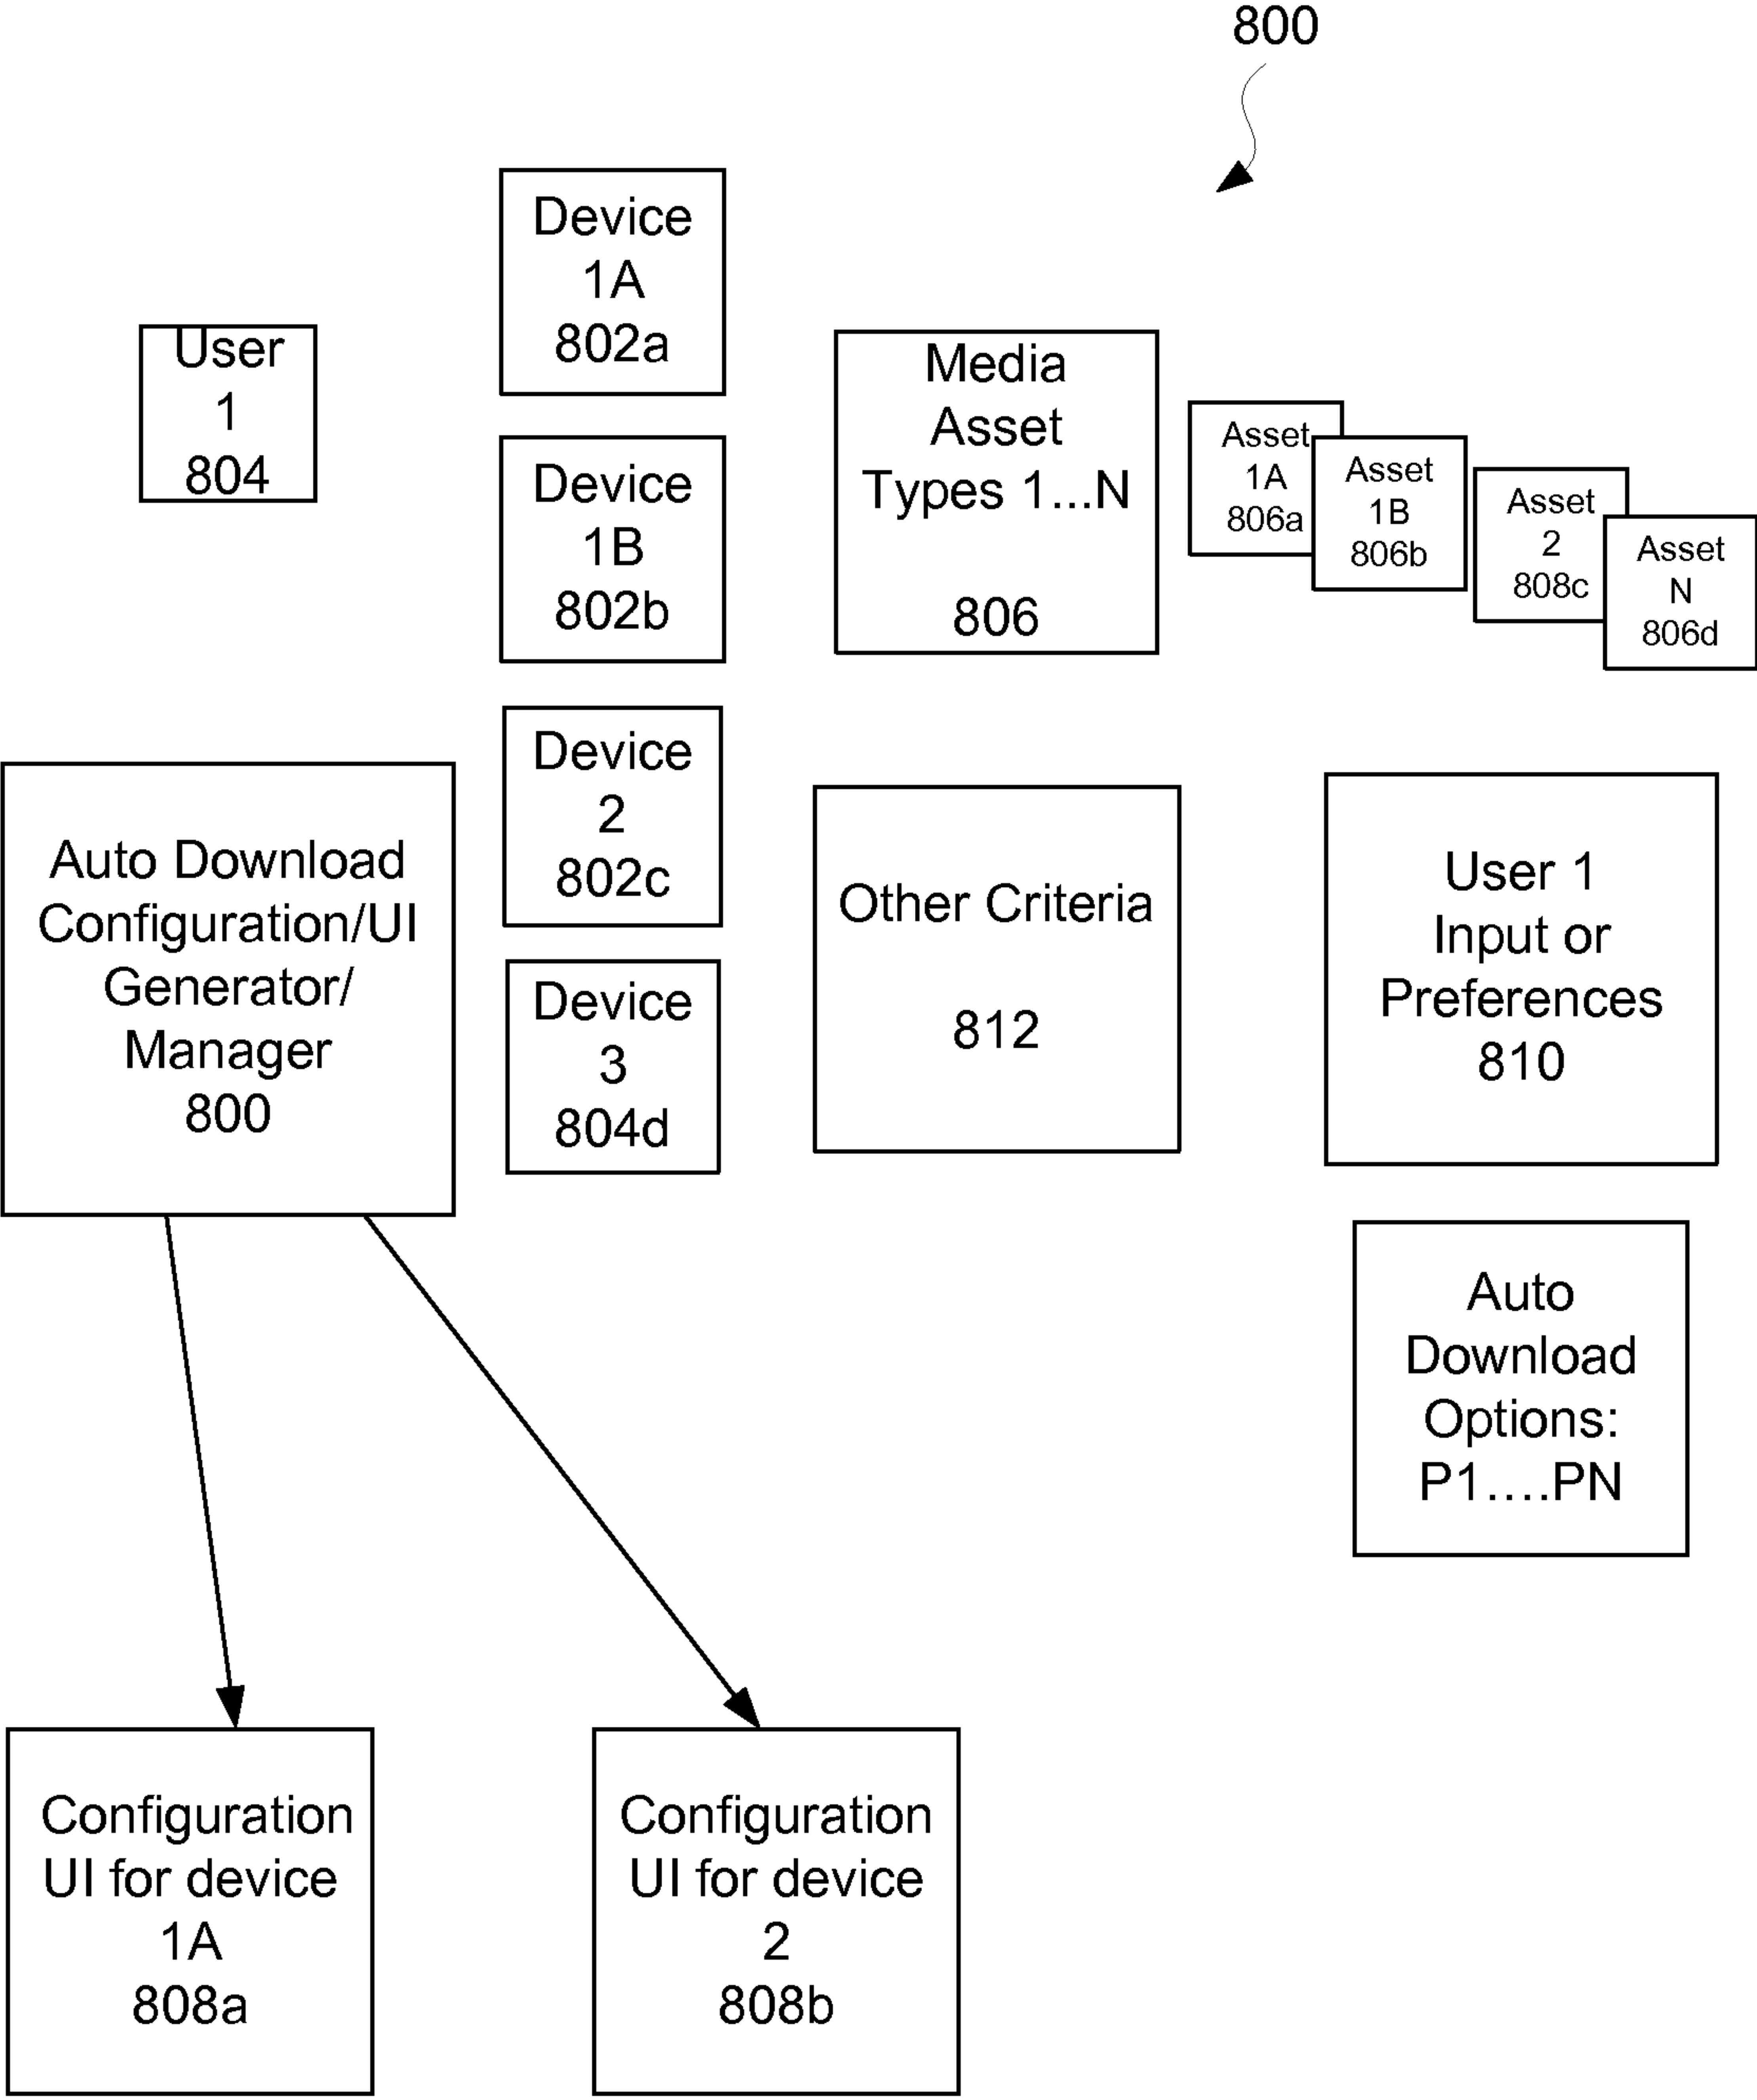 800
Device
1A
802a
User
1
804
Media
Asset
Types 1...N
806
Asset
1A
806a
Asset
1B
806b
Asset
2
808c
Asset
N
806d
Device
1B
802b
Device
2
802c
Device
3
804d
Auto Download
Configuration/UI
Generator/
Manager
800
Other Criteria
812
User 1
Input or
Preferences
810
Auto
Download
Options:
P1....PN
Configuration
UI for device
1A
808a
Configuration
UI for device
2
808b